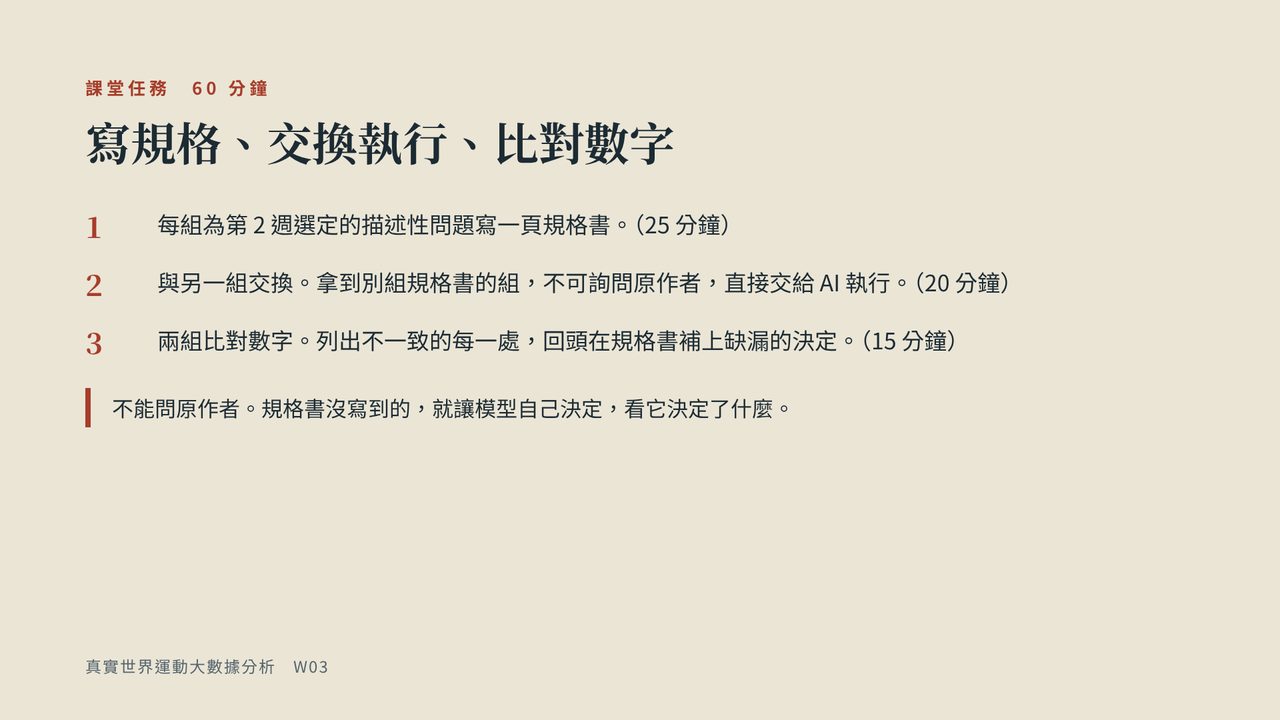 課堂任務　60 分鐘
寫規格、交換執行、比對數字
1 每組為第 2 週選定的描述性問題寫一頁規格書。（25 分鐘）
2 與另一組交換。拿到別組規格書的組，不可詢問原作者，直接交給 AI 執行。（20 分鐘）
3 兩組比對數字。列出不一致的每一處，回頭在規格書補上缺漏的決定。（15 分鐘）
不能問原作者。規格書沒寫到的，就讓模型自己決定，看它決定了什麼。
真實世界運動大數據分析　W03